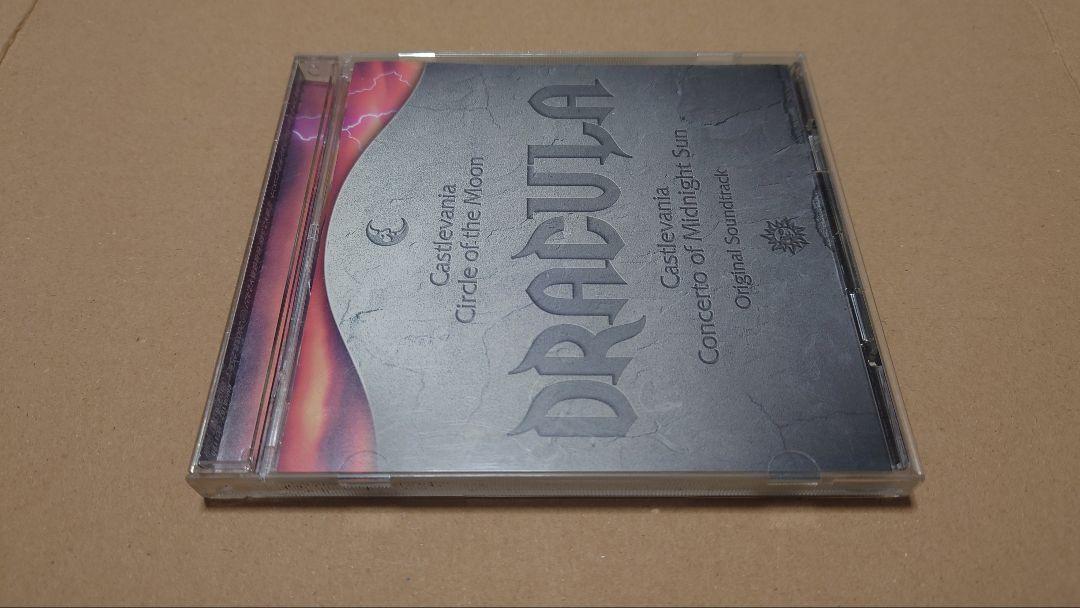 Castlevania
Circle of the Moon
DRACULA
Castlevania
Concerto of Midnight Sun
Original Soundtrack